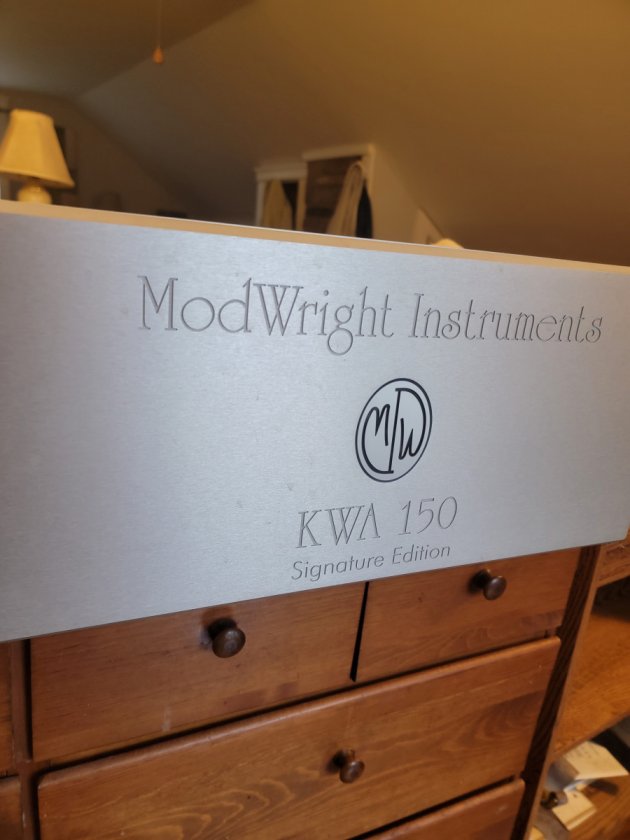 ModWright Instruments
MW
KWA 150
Signature Edition